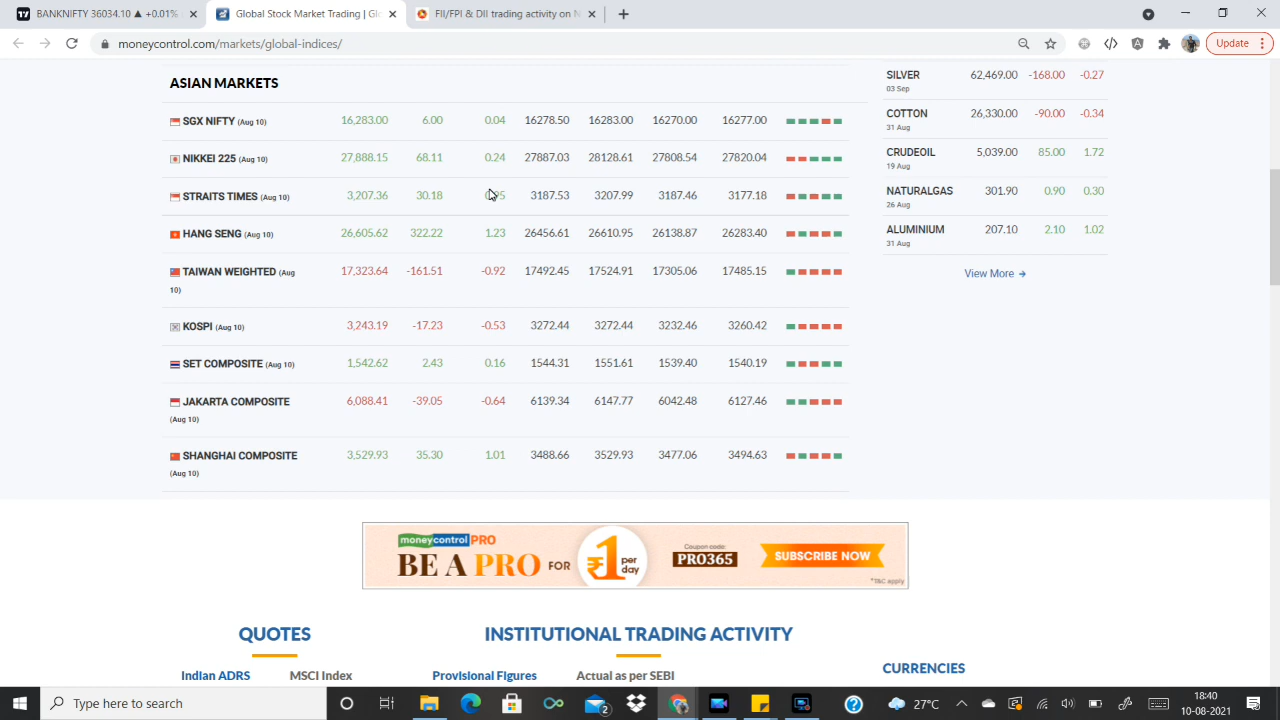 BANKNIFTY 36034.10 ▲ +0.01%
Global Stock Market Trading | Glo
FII/FPI & DII trading activity on N
moneycontrol.com/markets/global-indices/
Update
ASIAN MARKETS
SGX NIFTY (Aug 10) 16,283.00 6.00 0.04 16278.50 16283.00 16270.00 16277.00
NIKKEI 225 (Aug 10) 27,888.15 68.11 0.24 27887.03 28128.61 27808.54 27820.04
STRAITS TIMES (Aug 10) 3,207.36 30.18 3187.53 3207.99 3187.46 3177.18
HANG SENG (Aug 10) 26,605.62 322.22 1.23 26456.61 26610.95 26138.87 26283.40
TAIWAN WEIGHTED (Aug 17,323.64 -161.51 -0.92 17492.45 17524.91 17305.06 17485.15
10)
KOSPI (Aug 10) 3,243.19 -17.23 -0.53 3272.44 3272.44 3232.46 3260.42
SET COMPOSITE (Aug 10) 1,542.62 2.43 0.16 1544.31 1551.61 1539.40 1540.19
JAKARTA COMPOSITE 6,088.41 -39.05 -0.64 6139.34 6147.77 6042.48 6127.46
(Aug 10)
SHANGHAI COMPOSITE 3,529.93 35.30 1.01 3488.66 3529.93 3477.06 3494.63
(Aug 10)
SILVER 62,469.00 -168.00 -0.27
03 Sep
COTTON 26,330.00 -90.00 -0.34
31 Aug
CRUDEOIL 5,039.00 85.00 1.72
19 Aug
NATURALGAS 301.90 0.90 0.30
26 Aug
ALUMINIUM 207.10 2.10 1.02
31 Aug
View More →
moneycontrol PRO
BE A PRO FOR ₹1 per day
Coupon code:
PRO365
SUBSCRIBE NOW
*T&C apply
QUOTES
INSTITUTIONAL TRADING ACTIVITY
CURRENCIES
Indian ADRS MSCI Index
Provisional Figures Actual as per SEBI
Type here to search
2
27°C
18:40
10-08-2021